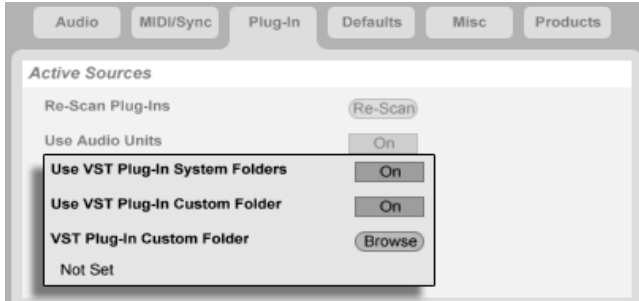 Audio MIDI/Sync Plug-In Defaults Misc Products
Active Sources
Re-Scan Plug-Ins Re-Scan
Use Audio Units On
Use VST Plug-In System Folders On
Use VST Plug-In Custom Folder On
VST Plug-In Custom Folder Browse
Not Set